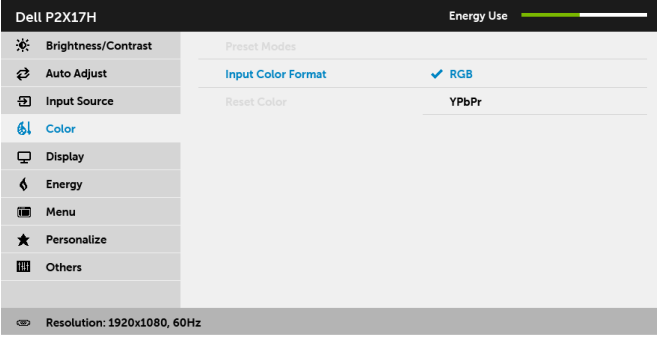 Dell P2X17H
Energy Use
Brightness/Contrast
Preset Modes
Auto Adjust
Input Color Format
RGB
Input Source
Reset Color
YPbPr
Color
Display
Energy
Menu
Personalize
Others
Resolution: 1920x1080, 60Hz